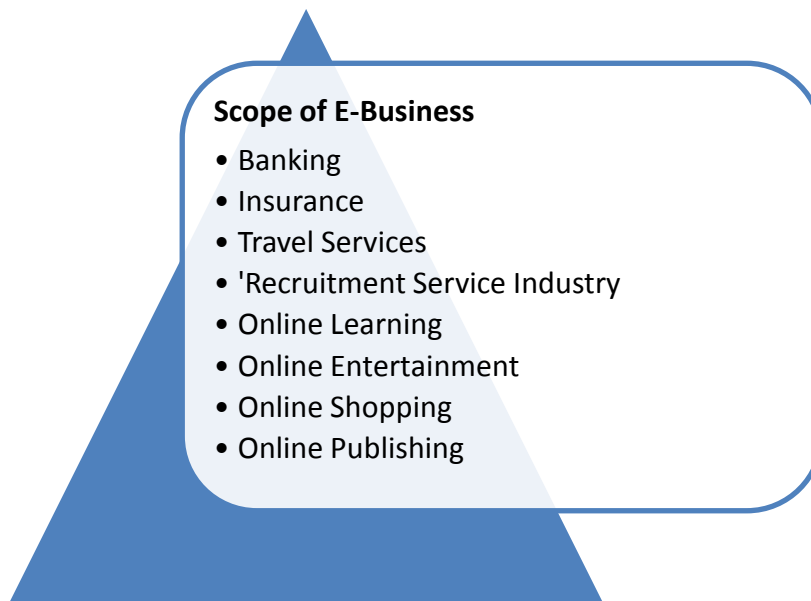 Scope of E-Business
• Banking
• Insurance
• Travel Services
• 'Recruitment Service Industry
• Online Learning
• Online Entertainment
• Online Shopping
• Online Publishing